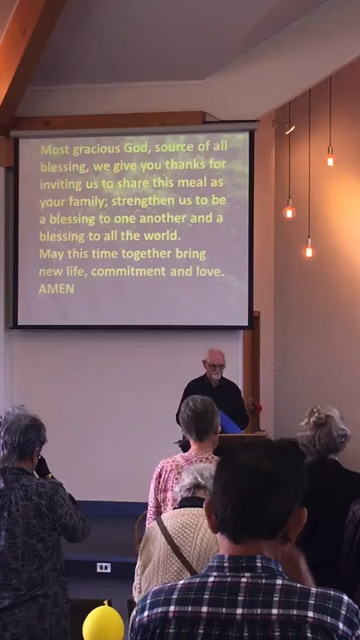 Most gracious God, source of all
blessing, we give you thanks for
inviting us to share this meal as
your family; strengthen us to be
a blessing to one another and a
blessing to all the world.
May this time together bring
new life, commitment and love.
AMEN